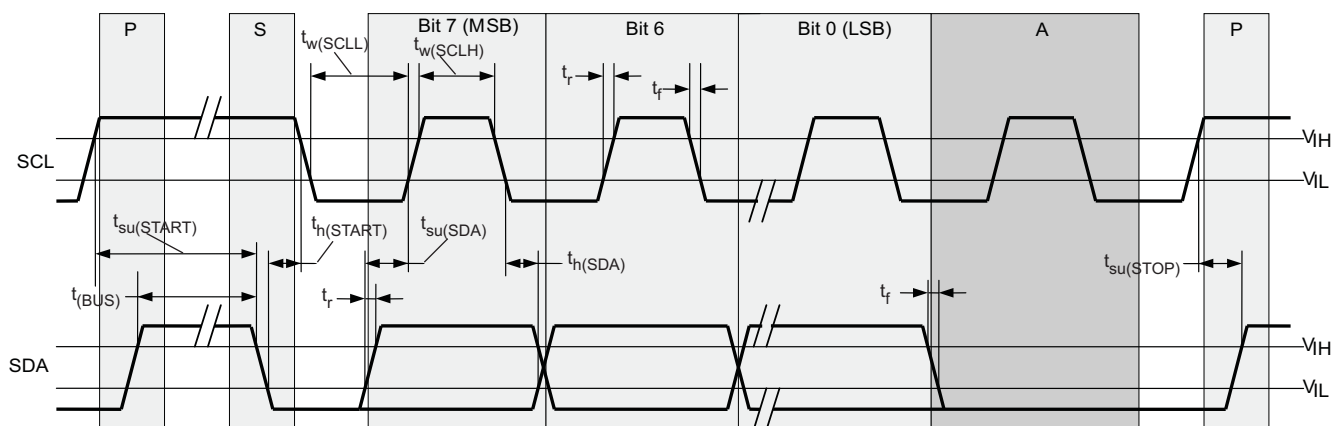 P
S
Bit 7 (MSB)
Bit 6
Bit 0 (LSB)
A
P
tw(SCLL)
tw(SCLH)
tr
tf
SCL
VIH
VIL
tsu(START)
th(START)
tsu(SDA)
th(SDA)
tsu(STOP)
t(BUS)
tr
tf
SDA
VIH
VIL